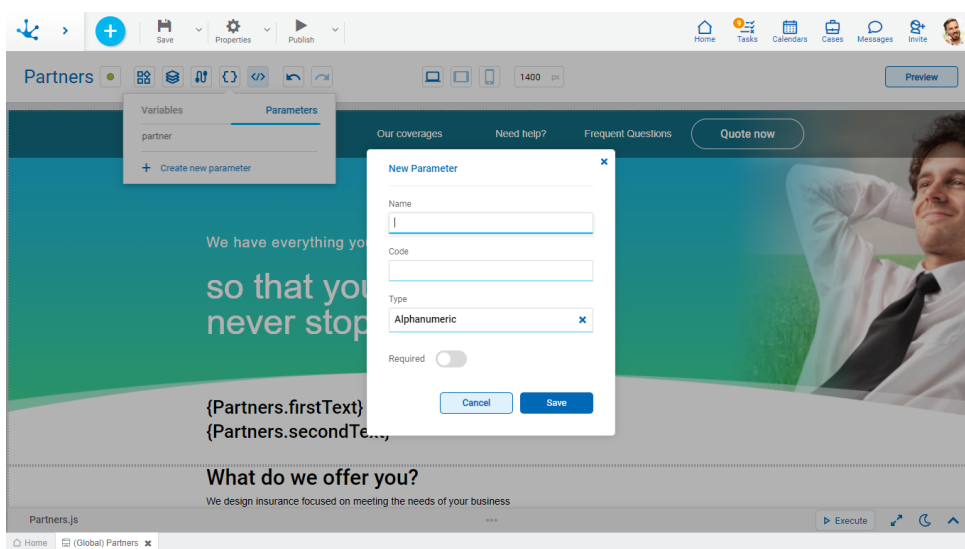 Save
Properties
Publish
Home
9
Tasks
Calendars
Cases
Messages
Invite
Partners
1400 px
Preview
Variables
Parameters
partner
+ Create new parameter
Our coverages
Need help?
Frequent Questions
Quote now
New Parameter
Name
Code
Type
Alphanumeric
Required
Cancel
Save
We have everything yo
so that you
never stop
{Partners.firstText}
{Partners.secondText}
What do we offer you?
We design insurance focused on meeting the needs of your business
Partners.js
Execute
Home
(Global) Partners